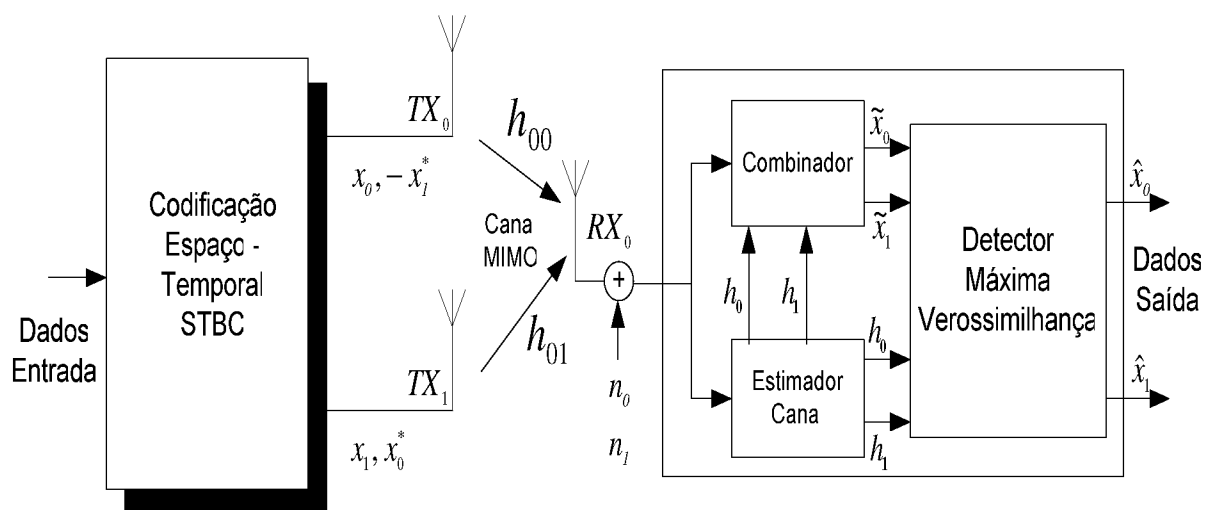 Codificação
Espaço -
Temporal
STBC
Dados
Entrada
TX₀
x₀, - x₁*
h₀₀
Cana
MIMO
RX₀
+
h₀₁
TX₁
x₁, x₀*
n₀
n₁
Combinador
x̃₀
x̃₁
h₀
h₁
Estimador
Cana
h₀
h₁
Detector
Máxima
Verossimilhança
x̂₀
Dados
Saída
x̂₁